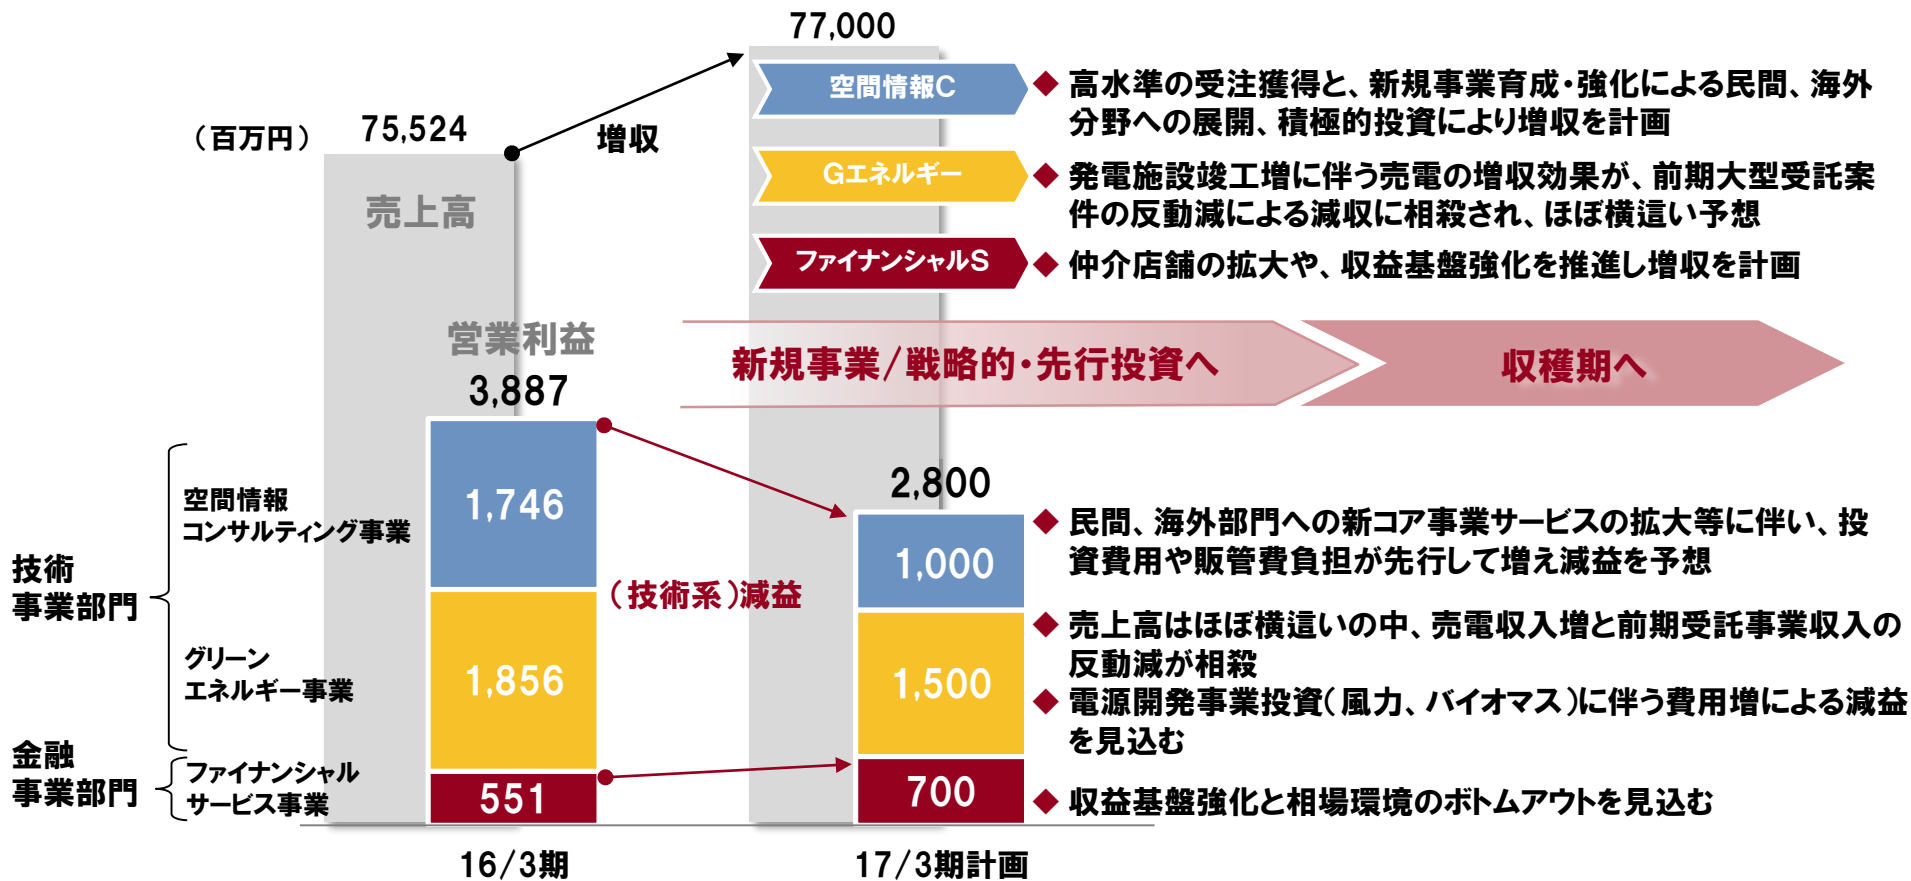 77,000
（百万円）
75,524
増収
売上高
空間情報C
◆ 高水準の受注獲得と、新規事業育成・強化による民間、海外
分野への展開、積極的投資により増収を計画
Gエネルギー
◆ 発電施設竣工増に伴う売電の増収効果が、前期大型受託案
件の反動減による減収に相殺され、ほぼ横這い予想
ファイナンシャルS
◆ 仲介店舗の拡大や、収益基盤強化を推進し増収を計画
営業利益
3,887
新規事業/戦略的・先行投資へ
収穫期へ
技術
事業部門
空間情報
コンサルティング事業
グリーン
エネルギー事業
金融
事業部門
ファイナンシャル
サービス事業
1,746
1,856
551
（技術系）減益
2,800
1,000
1,500
700
◆ 民間、海外部門への新コア事業サービスの拡大等に伴い、投
資費用や販管費負担が先行して増え減益を予想
◆ 売上高はほぼ横這いの中、売電収入増と前期受託事業収入の
反動減が相殺
◆ 電源開発事業投資（風力、バイオマス）に伴う費用増による減益
を見込む
◆ 収益基盤強化と相場環境のボトムアウトを見込む
16/3期
17/3期計画